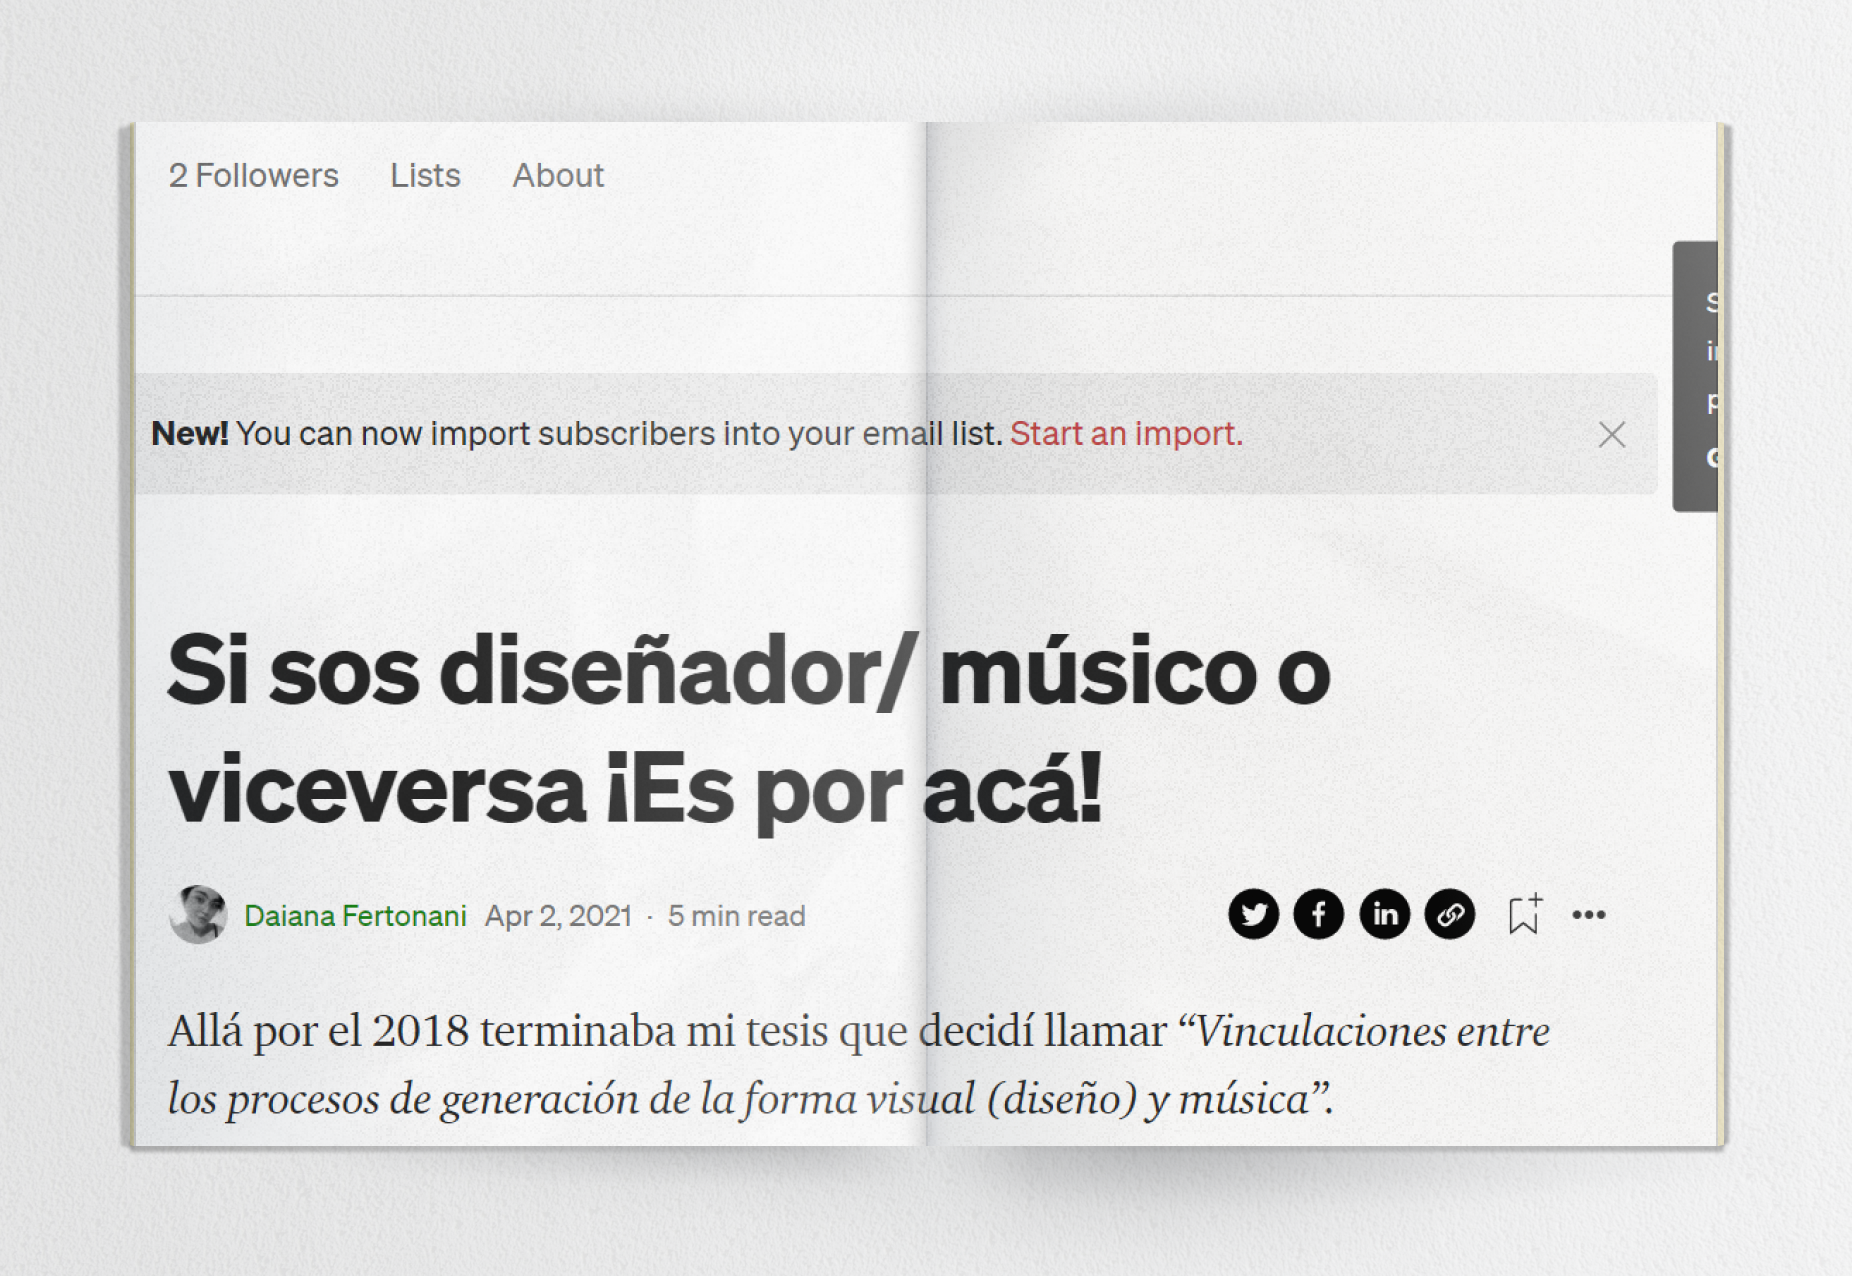 2 Followers Lists About
New! You can now import subscribers into your email list. Start an import.
Si sos diseñador/ músico o
viceversa ¡Es por acá!
Daiana Fertonani Apr 2, 2021 · 5 min read
Allá por el 2018 terminaba mi tesis que decidí llamar “Vinculaciones entre
los procesos de generación de la forma visual (diseño) y música”.